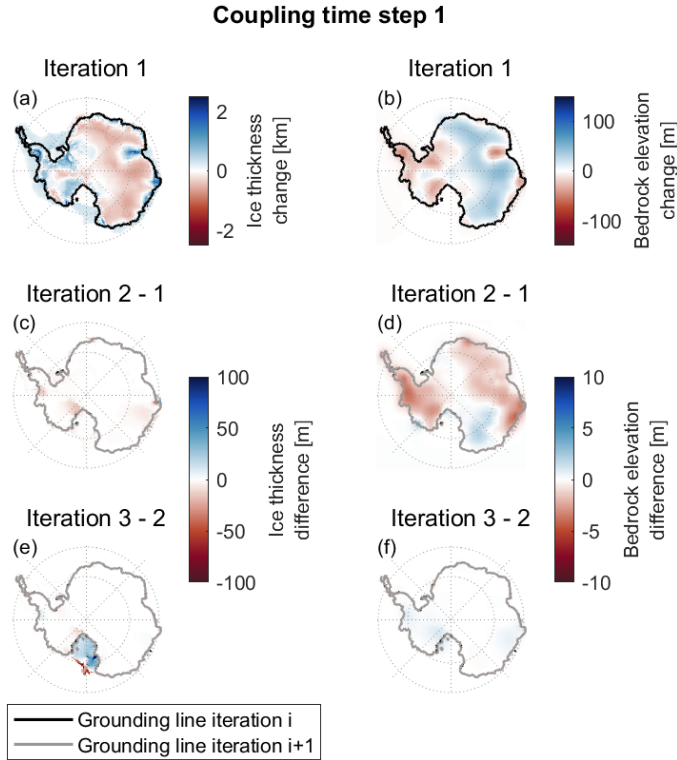 Coupling time step 1
Iteration 1
Iteration 1
(a)
2
0
-2
Ice thickness
change [km]
(b)
100
0
-100
Bedrock elevation
change [m]
Iteration 2 - 1
Iteration 2 - 1
(c)
(d)
100
50
0
-50
-100
Ice thickness
difference [m]
10
5
0
-5
-10
Bedrock elevation
difference [m]
Iteration 3 - 2
Iteration 3 - 2
(e)
(f)
Grounding line iteration i
Grounding line iteration i+1